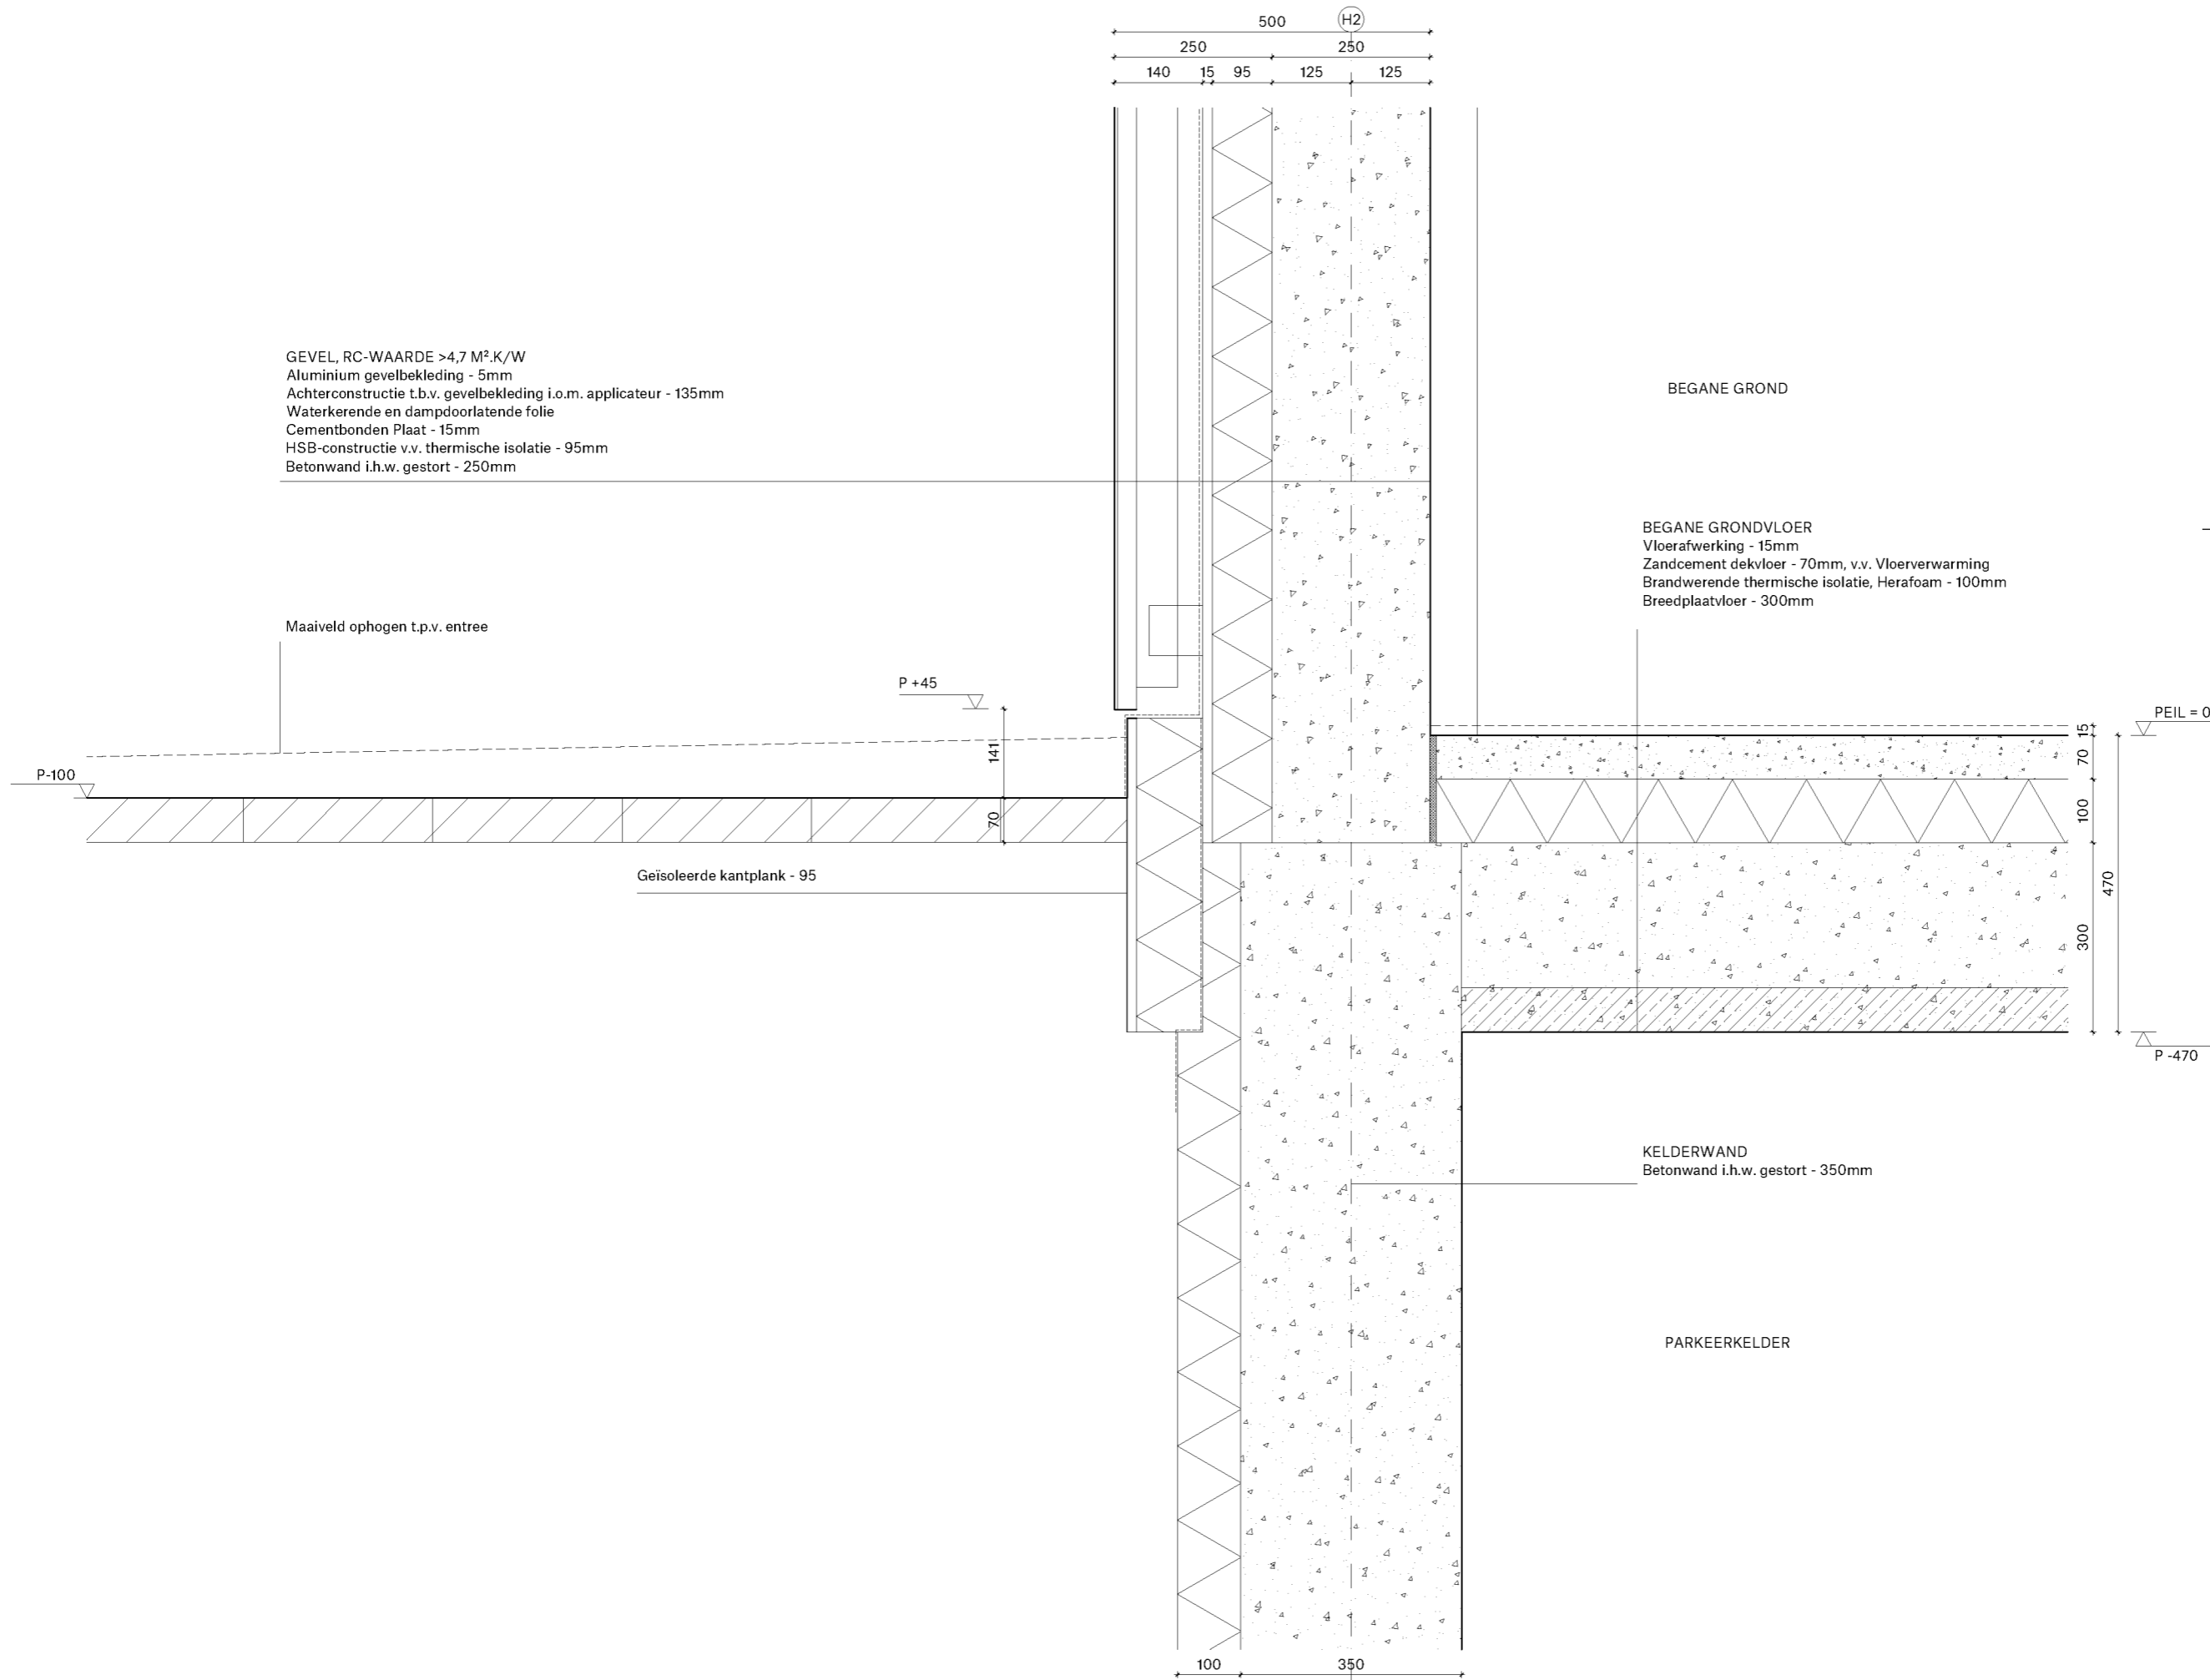 500
H2
250
250
140
15
95
125
125
GEVEL, RC-WAARDE >4,7 M².K/W
Aluminium gevelbekleding - 5mm
Achterconstructie t.b.v. gevelbekleding i.o.m. applicateur - 135mm
Waterkerende en dampdoorlatende folie
Cementbonden Plaat - 15mm
HSB-constructie v.v. thermische isolatie - 95mm
Betonwand i.h.w. gestort - 250mm
BEGANE GROND
BEGANE GRONDVLOER
Vloerafwerking - 15mm
Zandcement dekvloer - 70mm, v.v. Vloerverwarming
Brandwerende thermische isolatie, Herafoam - 100mm
Breedplaatvloer - 300mm
Maaiveld ophogen t.p.v. entree
P +45
PEIL = 0
15
70
100
300
470
141
70
P-100
Geïsoleerde kantplank - 95
P -470
KELDERWAND
Betonwand i.h.w. gestort - 350mm
PARKEERKELDER
100
350